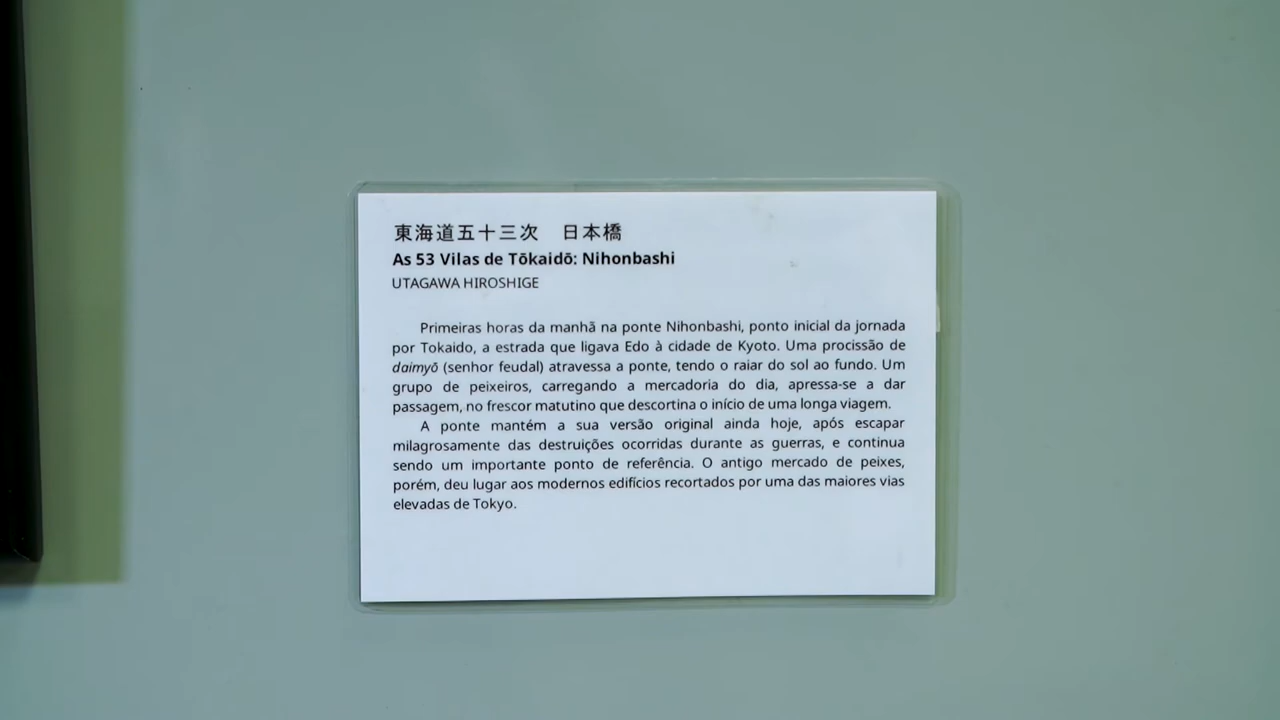 東海道五十三次　日本橋
As 53 Vilas de Tōkaidō: Nihonbashi
UTAGAWA HIROSHIGE
Primeiras horas da manhã na ponte Nihonbashi, ponto inicial da jornada
por Tokaido, a estrada que ligava Edo à cidade de Kyoto. Uma procissão de
daimyō (senhor feudal) atravessa a ponte, tendo o raiar do sol ao fundo. Um
grupo de peixeiros, carregando a mercadoria do dia, apressa-se a dar
passagem, no frescor matutino que descortina o início de uma longa viagem.
A ponte mantém a sua versão original ainda hoje, após escapar
milagrosamente das destruições ocorridas durante as guerras, e continua
sendo um importante ponto de referência. O antigo mercado de peixes,
porém, deu lugar aos modernos edifícios recortados por uma das maiores vias
elevadas de Tokyo.